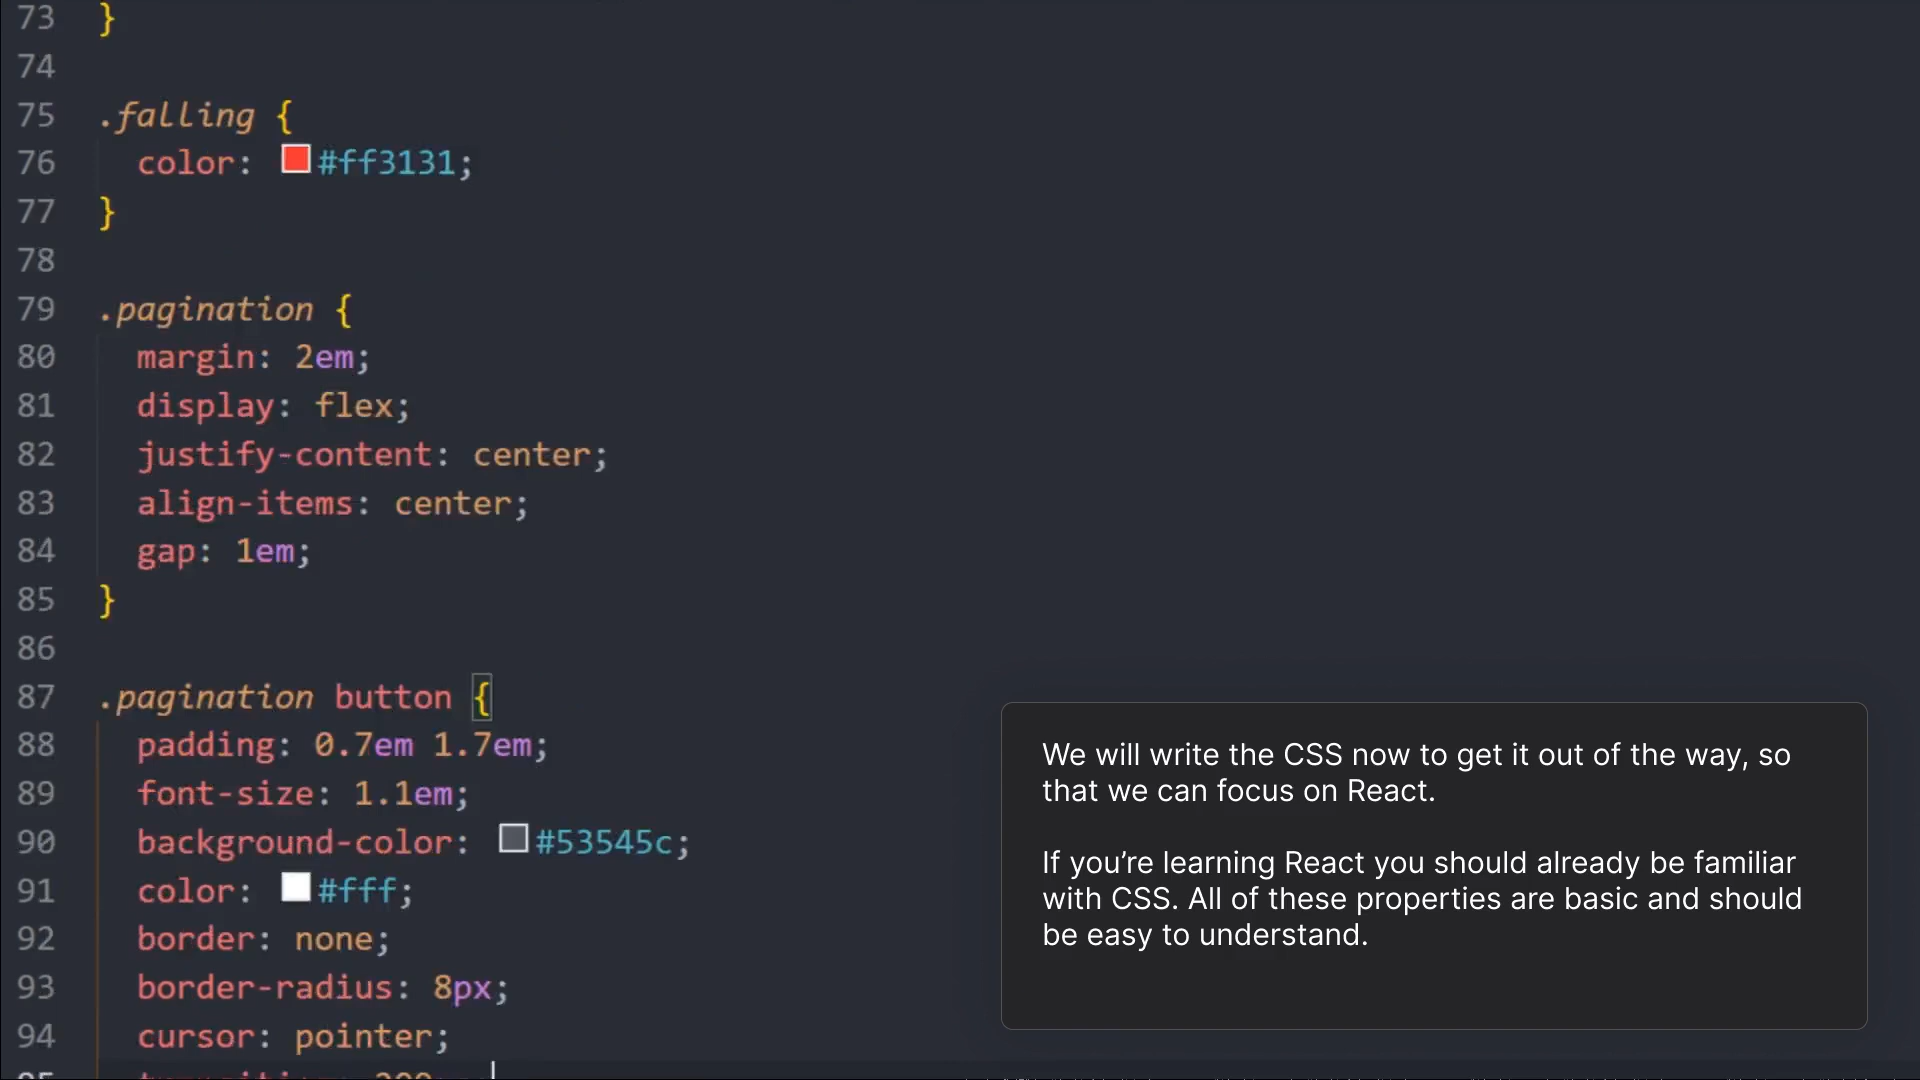 73 }
74
75 .falling {
76 color: #ff3131;
77 }
78
79 .pagination {
80 margin: 2em;
81 display: flex;
82 justify-content: center;
83 align-items: center;
84 gap: 1em;
85 }
86
87 .pagination button {
88 padding: 0.7em 1.7em;
89 font-size: 1.1em;
90 background-color: #53545c;
91 color: #fff;
92 border: none;
93 border-radius: 8px;
94 cursor: pointer;
We will write the CSS now to get it out of the way, so
that we can focus on React.
If you’re learning React you should already be familiar
with CSS. All of these properties are basic and should
be easy to understand.